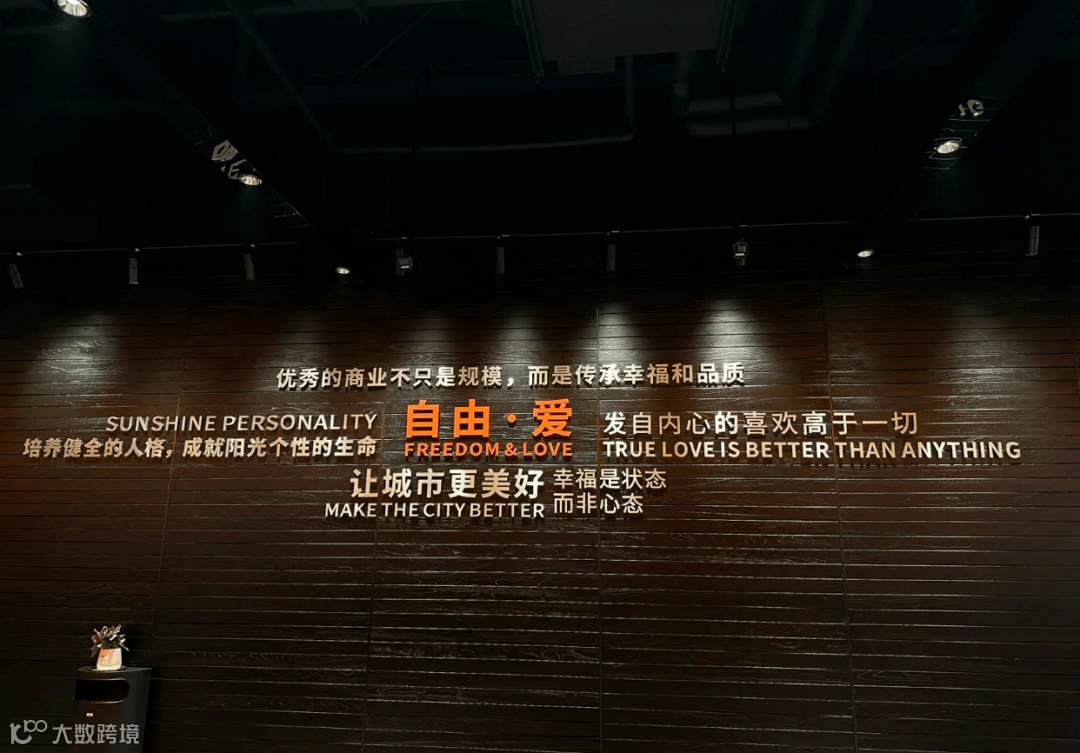 优秀的商业不只是规模，而是传承幸福和品质
SUNSHINE PERSONALITY
培养健全的人格，成就阳光个性的生命
自由·爱
FREEDOM & LOVE
发自内心的喜欢高于一切
TRUE LOVE IS BETTER THAN ANYTHING
让城市更美好
MAKE THE CITY BETTER
幸福是状态
而非心态
大数跨境